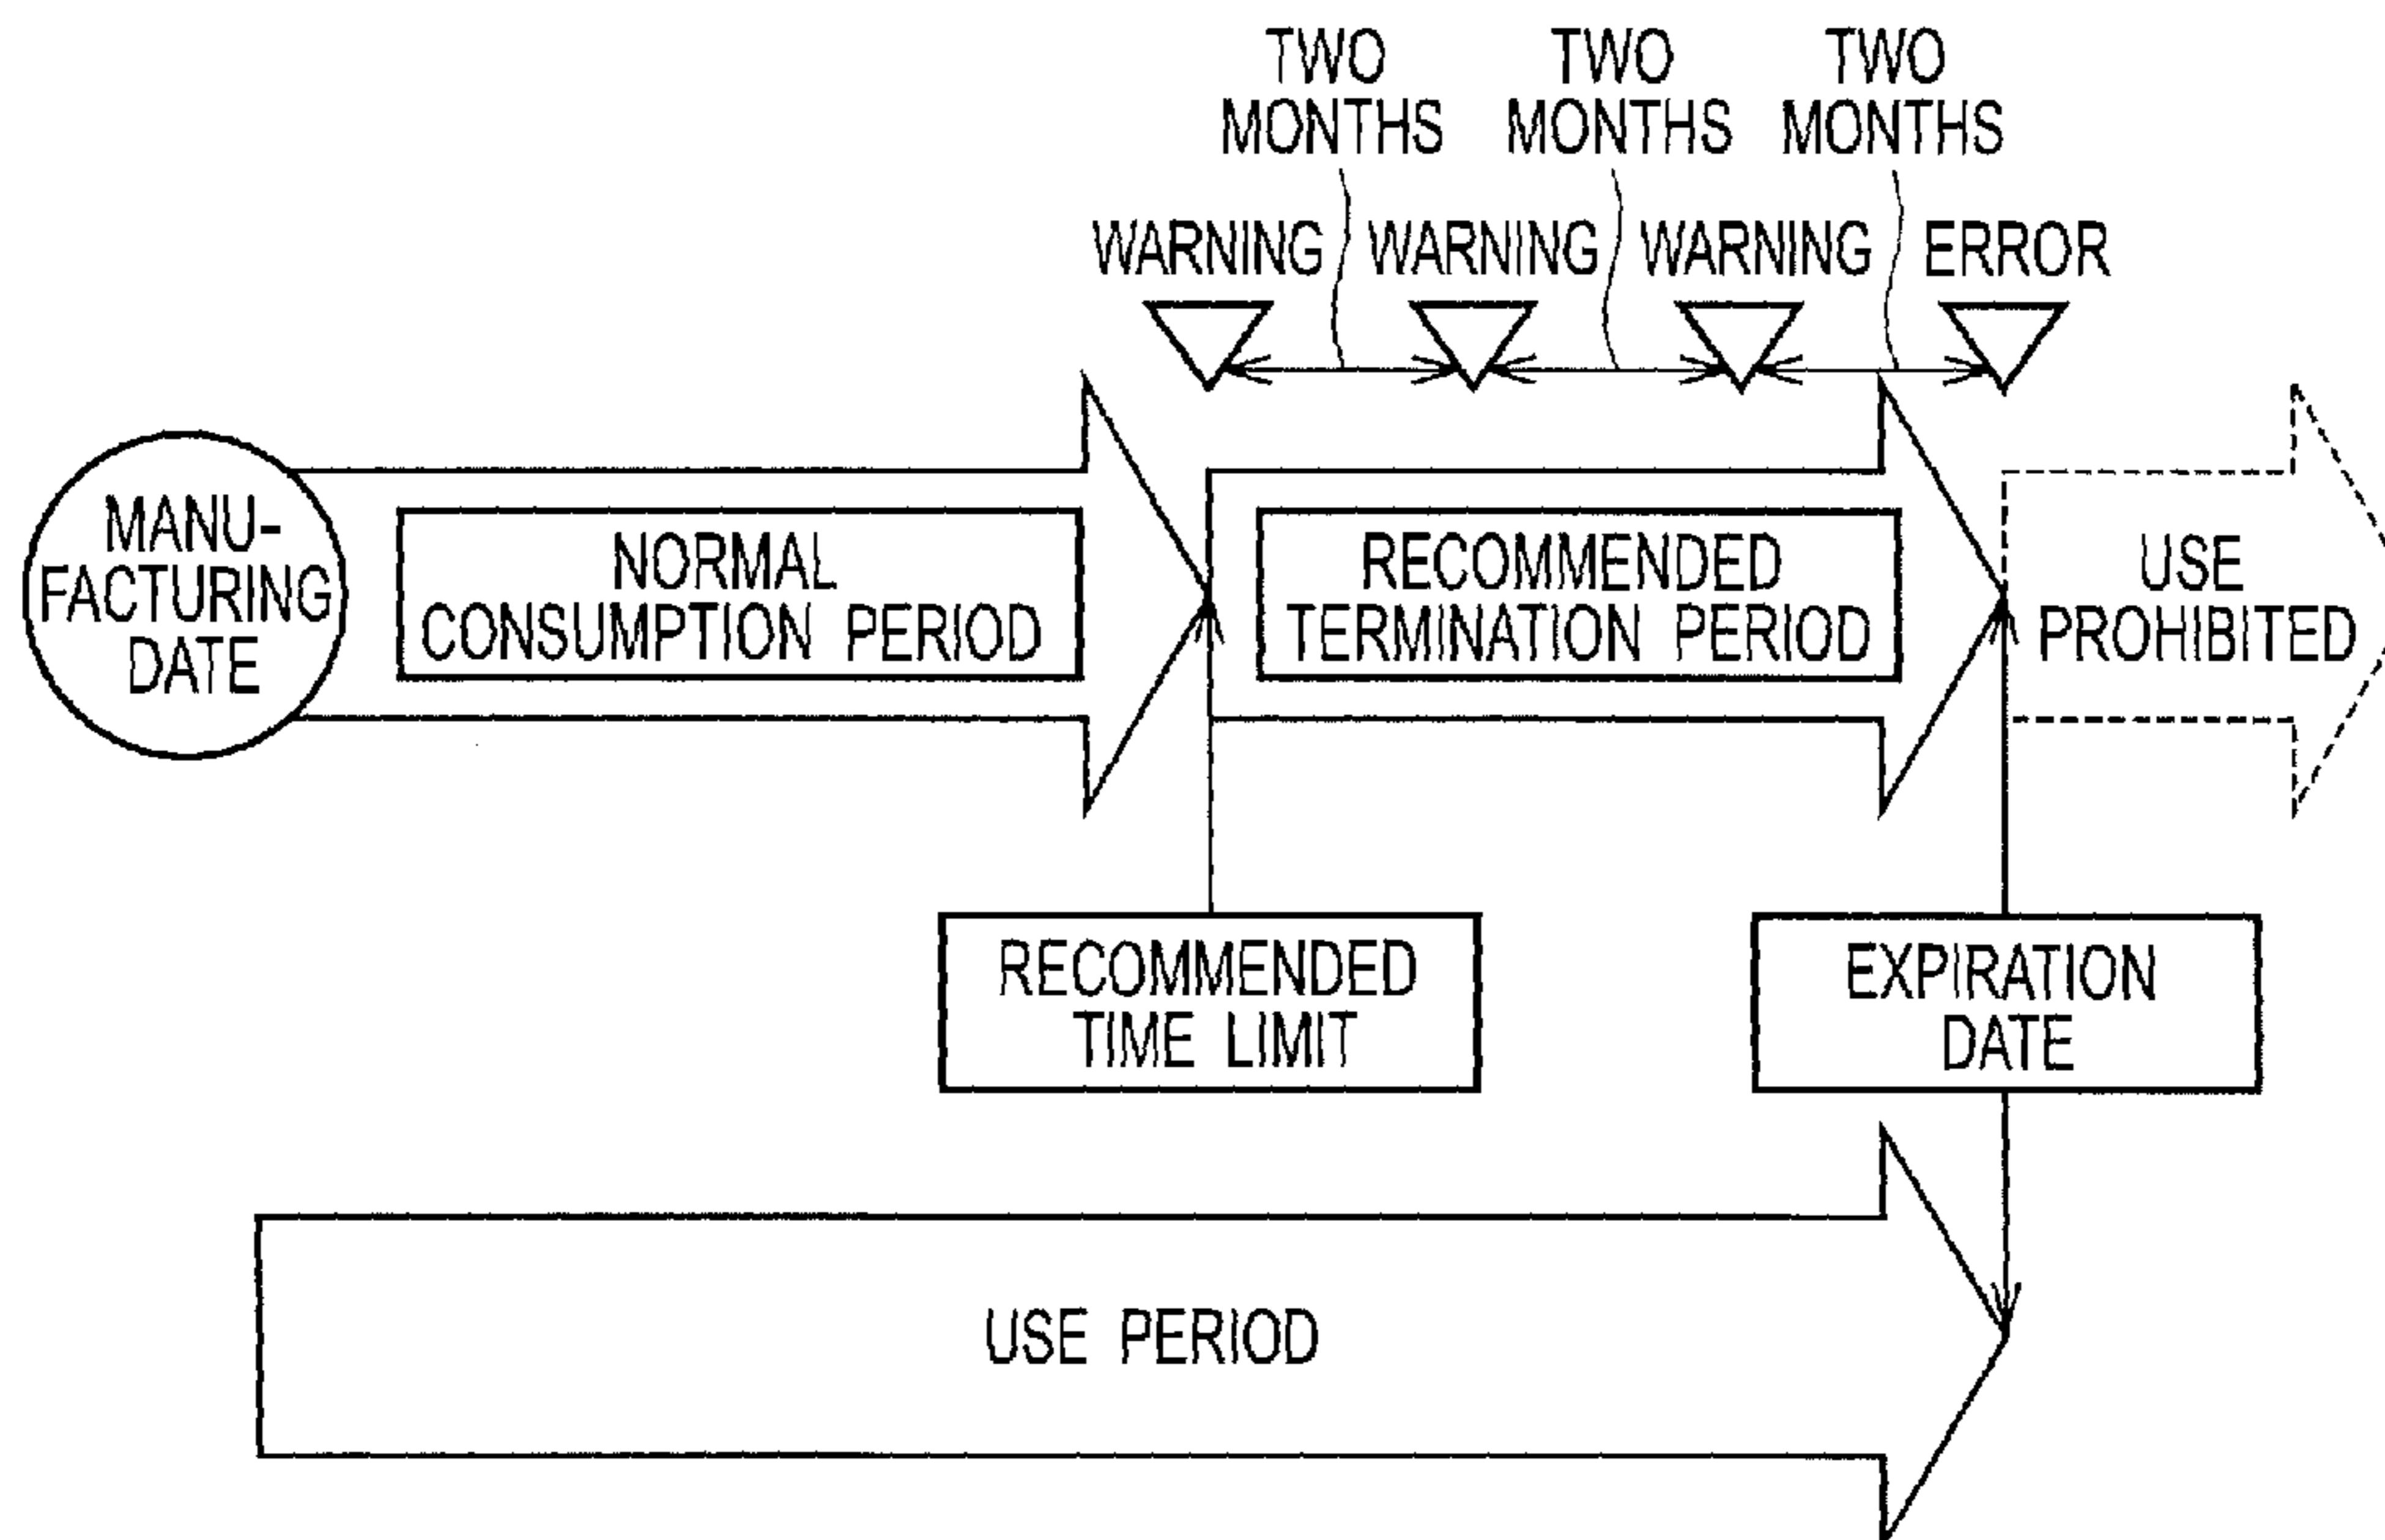 TWO
MONTHS
TWO
MONTHS
TWO
MONTHS
WARNING
WARNING
WARNING
ERROR
MANU-
FACTURING
DATE
NORMAL
CONSUMPTION PERIOD
RECOMMENDED
TERMINATION PERIOD
USE
PROHIBITED
RECOMMENDED
TIME LIMIT
EXPIRATION
DATE
USE PERIOD